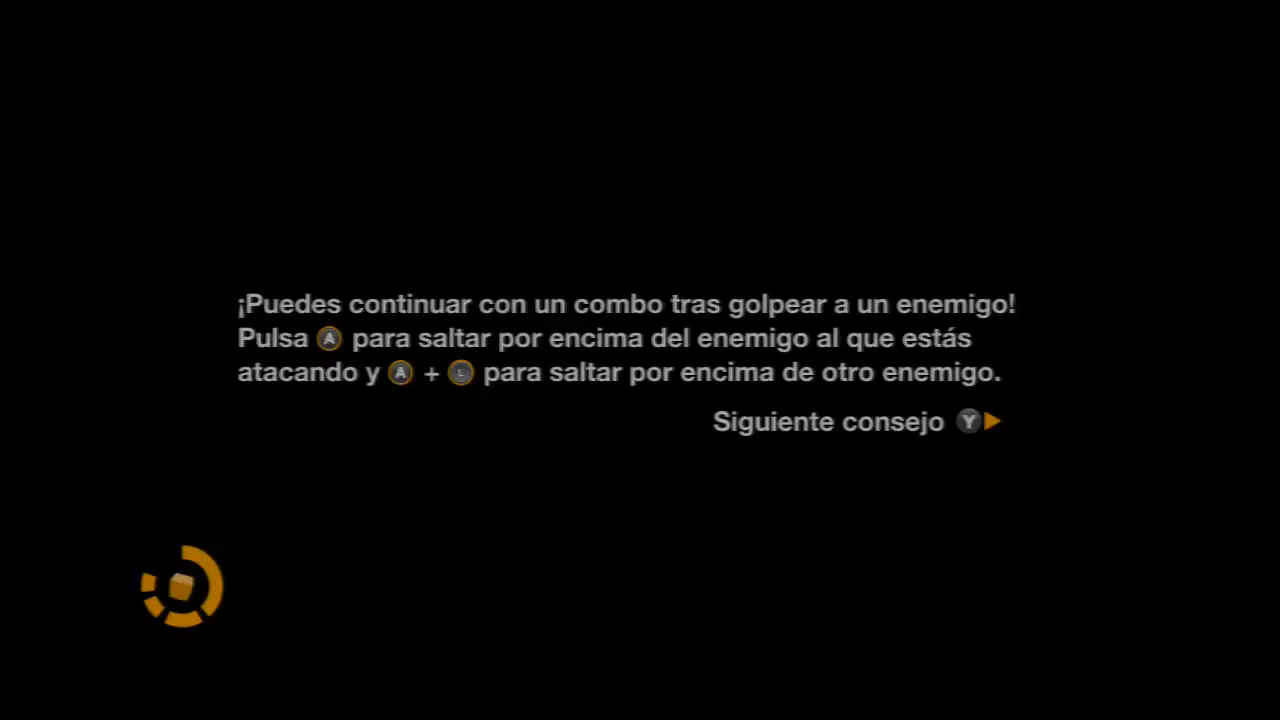 ¡Puedes continuar con un combo tras golpear a un enemigo!
Pulsa A para saltar por encima del enemigo al que estás
atacando y A + L para saltar por encima de otro enemigo.
Siguiente consejo Y